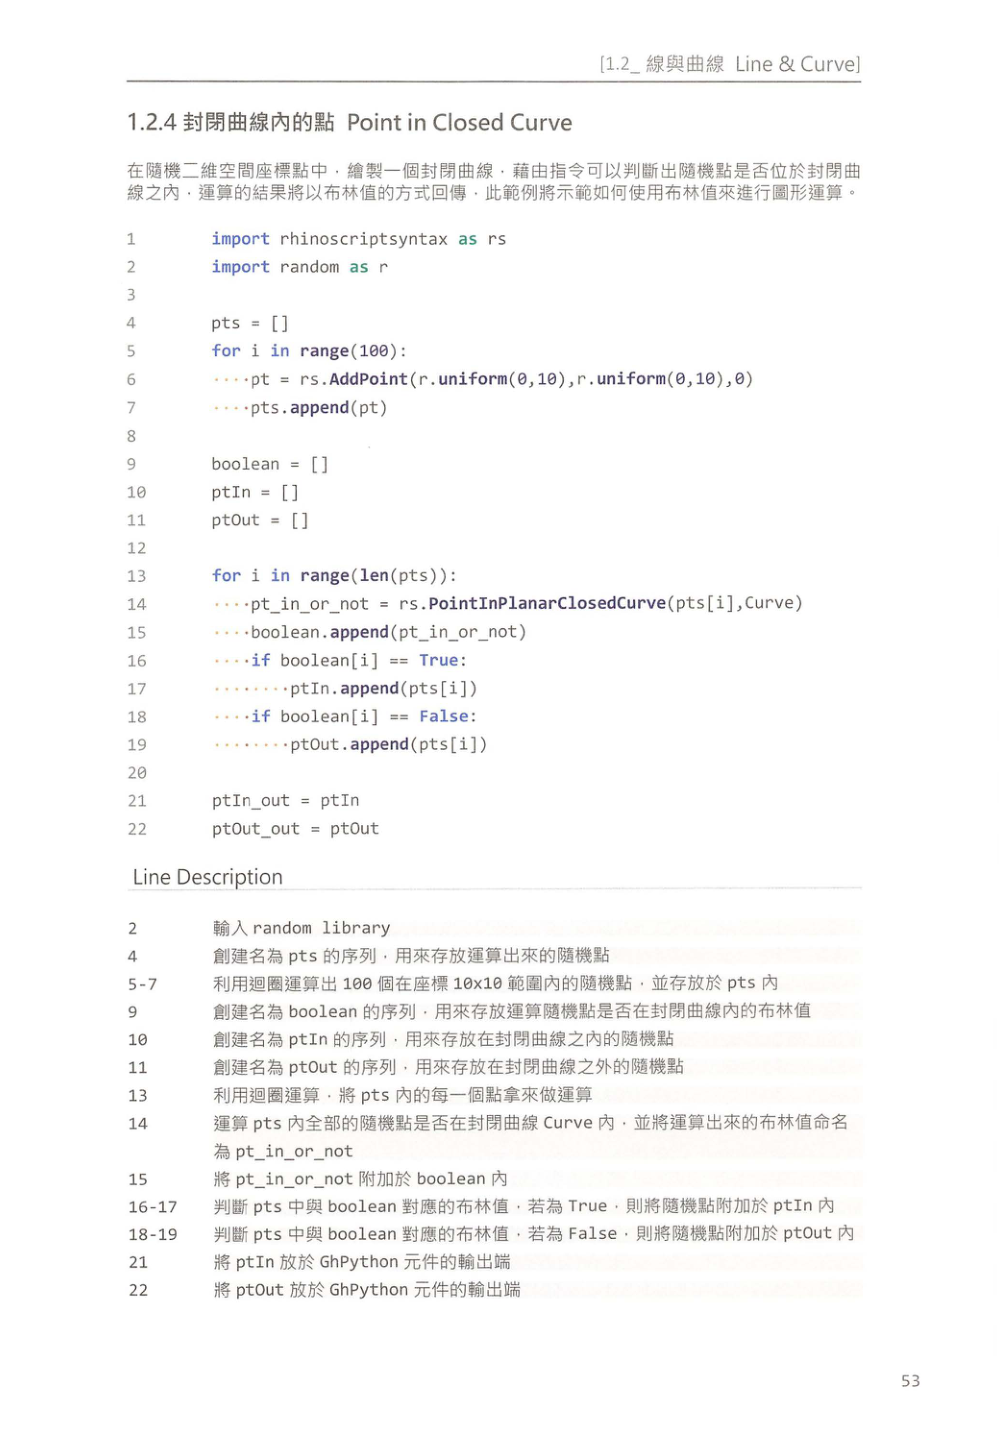 [1.2_ 線與曲線 Line & Curve]
1.2.4 封閉曲線內的點 Point in Closed Curve
在隨機二維空間座標點中，繪製一個封閉曲線，藉由指令可以判斷出隨機點是否位於封閉曲
線之內，運算的結果將以布林值的方式回傳，此範例將示範如何使用布林值來進行圖形運算。
1 import rhinoscriptsyntax as rs
2 import random as r
3
4 pts = []
5 for i in range(100):
6 ····pt = rs.AddPoint(r.uniform(0,10),r.uniform(0,10),0)
7 ····pts.append(pt)
8
9 boolean = []
10 ptIn = []
11 ptOut = []
12
13 for i in range(len(pts)):
14 ····pt_in_or_not = rs.PointInPlanarClosedCurve(pts[i],Curve)
15 ····boolean.append(pt_in_or_not)
16 ····if boolean[i] == True:
17 ········ptIn.append(pts[i])
18 ····if boolean[i] == False:
19 ········ptOut.append(pts[i])
20
21 ptIn_out = ptIn
22 ptOut_out = ptOut
Line Description
2 輸入 random library
4 創建名為 pts 的序列，用來存放運算出來的隨機點
5-7 利用迴圈運算出 100 個在座標 10x10 範圍內的隨機點，並存放於 pts 內
9 創建名為 boolean 的序列，用來存放運算隨機點是否在封閉曲線內的布林值
10 創建名為 ptIn 的序列，用來存放在封閉曲線之內的隨機點
11 創建名為 ptOut 的序列，用來存放在封閉曲線之外的隨機點
13 利用迴圈運算，將 pts 內的每一個點拿來做運算
14 運算 pts 內全部的隨機點是否在封閉曲線 Curve 內，並將運算出來的布林值命名
為 pt_in_or_not
15 將 pt_in_or_not 附加於 boolean 內
16-17 判斷 pts 中與 boolean 對應的布林值，若為 True，則將隨機點附加於 ptIn 內
18-19 判斷 pts 中與 boolean 對應的布林值，若為 False，則將隨機點附加於 ptOut 內
21 將 ptIn 放於 GhPython 元件的輸出端
22 將 ptOut 放於 GhPython 元件的輸出端
53